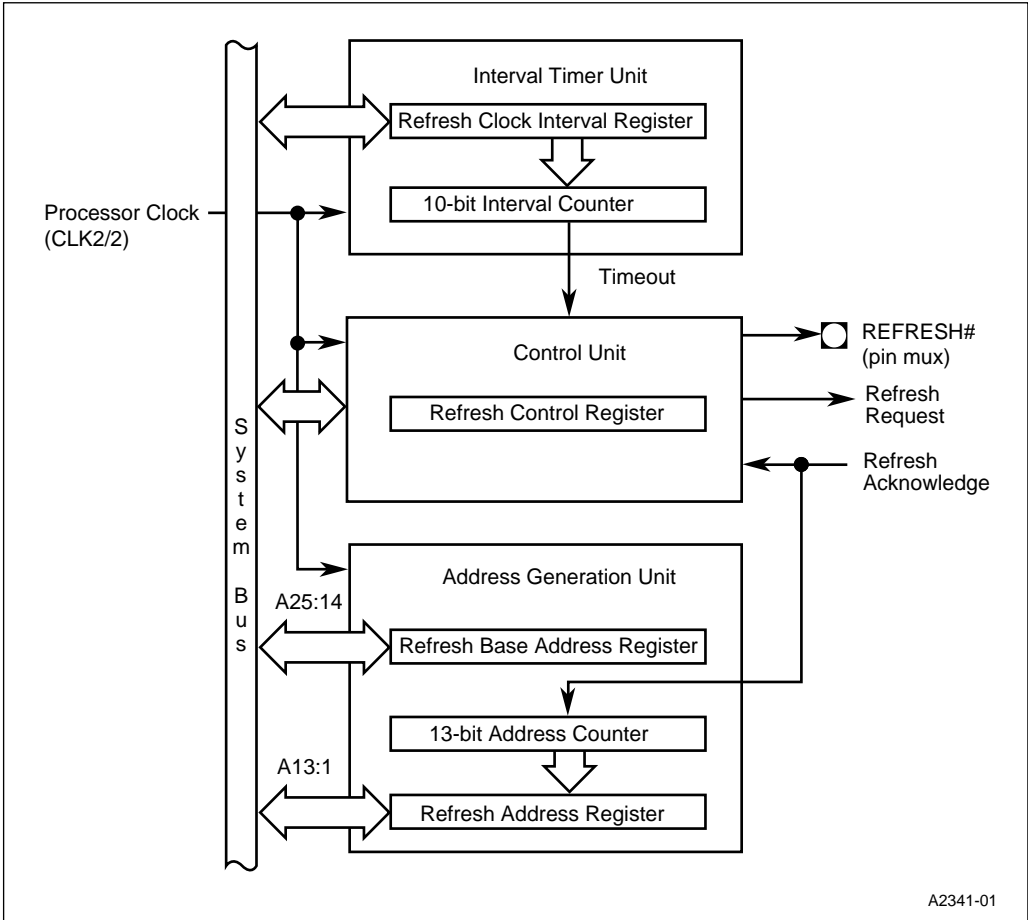 Interval Timer Unit
Refresh Clock Interval Register
10-bit Interval Counter
Processor Clock
(CLK2/2)
Timeout
Control Unit
Refresh Control Register
REFRESH#
(pin mux)
Refresh
Request
Refresh
Acknowledge
System Bus
Address Generation Unit
A25:14
Refresh Base Address Register
13-bit Address Counter
A13:1
Refresh Address Register
A2341-01